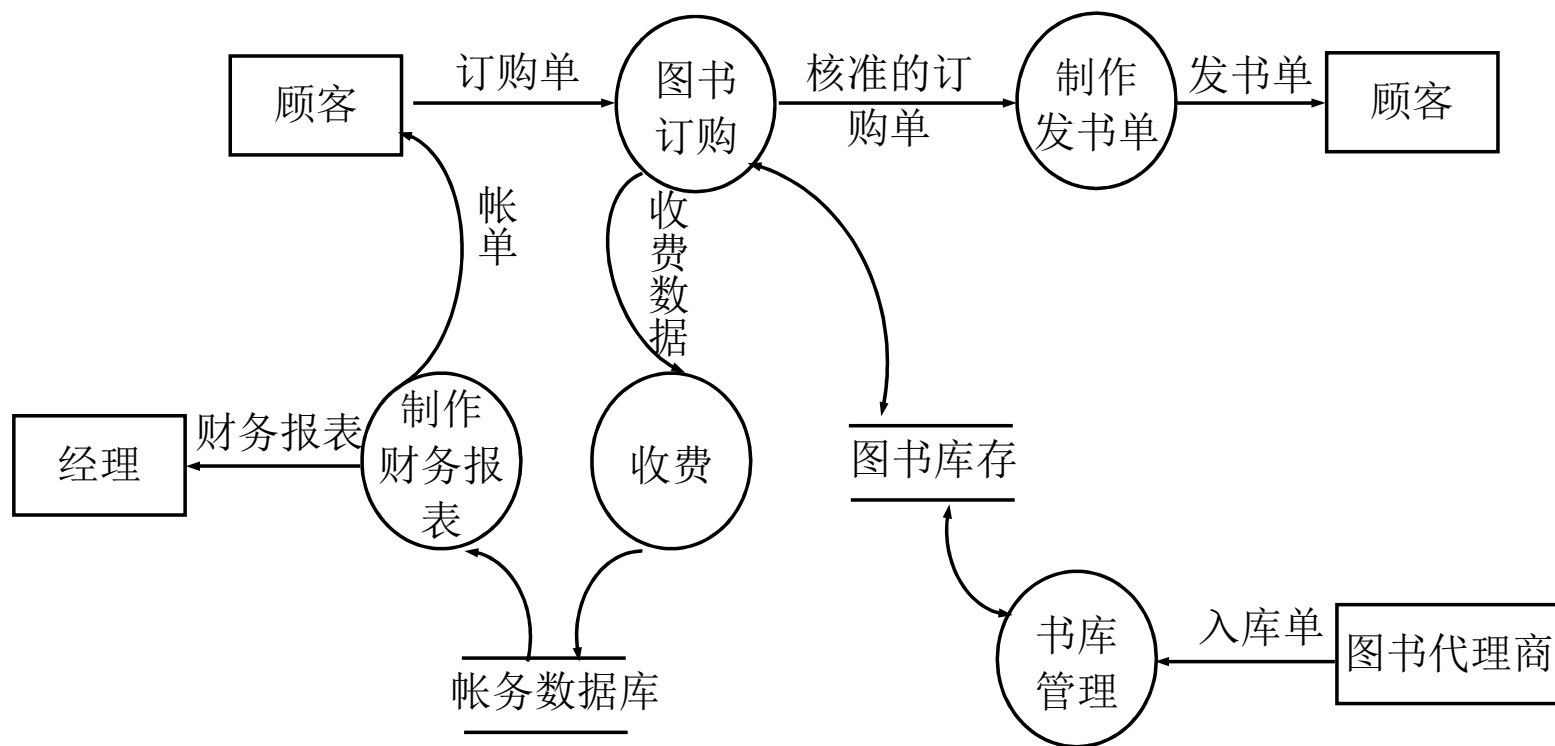 顾客
订购单
图书
订购
核准的订
购单
制作
发书单
发书单
顾客
帐
单
收
费
数
据
经理
财务报表
制作
财务报
表
收费
图书库存
帐务数据库
书库
管理
入库单
图书代理商